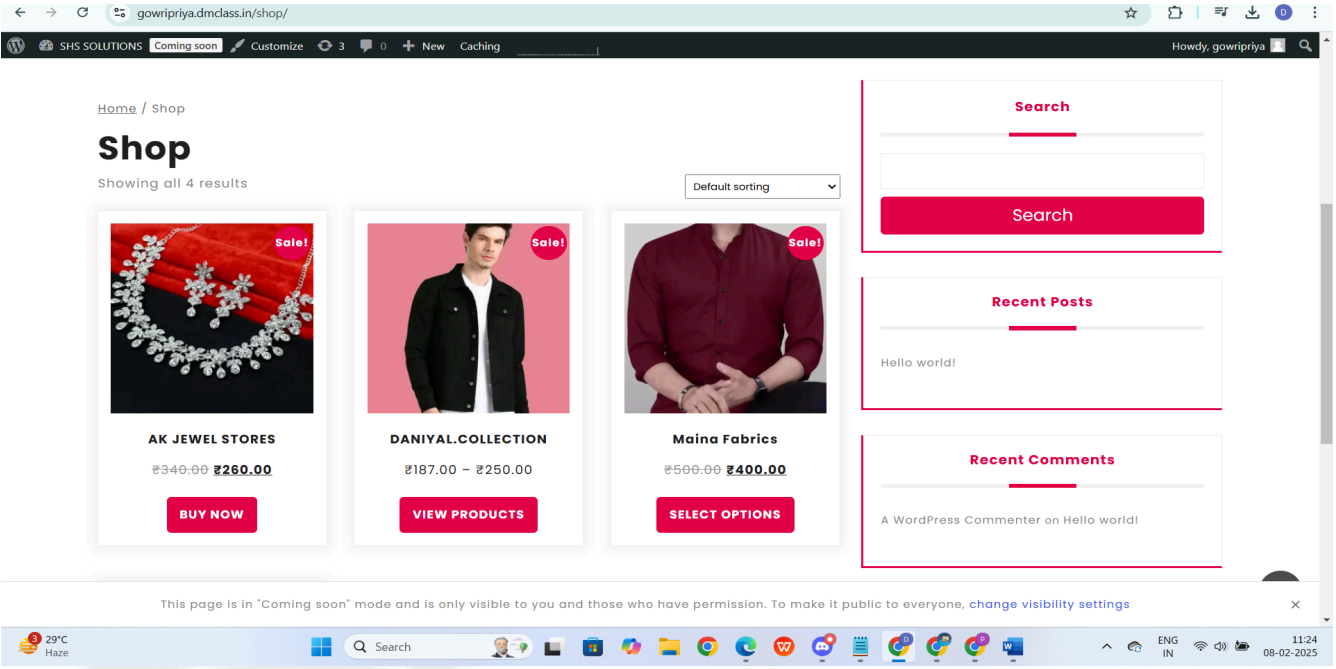 gowripriya.dmclass.in/shop/
D
SHS SOLUTIONS Coming soon Customize 3 0 New Caching
Howdy, gowripriya
Home / Shop
Shop
Showing all 4 results
Default sorting
Sale!
AK JEWEL STORES
₹340.00 ₹260.00
BUY NOW
Sale!
DANIYAL.COLLECTION
₹187.00 – ₹250.00
VIEW PRODUCTS
Sale!
Maina Fabrics
₹500.00 ₹400.00
SELECT OPTIONS
Search
Search
Recent Posts
Hello world!
Recent Comments
A WordPress Commenter on Hello world!
This page is in "Coming soon" mode and is only visible to you and those who have permission. To make it public to everyone, change visibility settings
3
29°C
Haze
Search
ENG
IN
11:24
08-02-2025